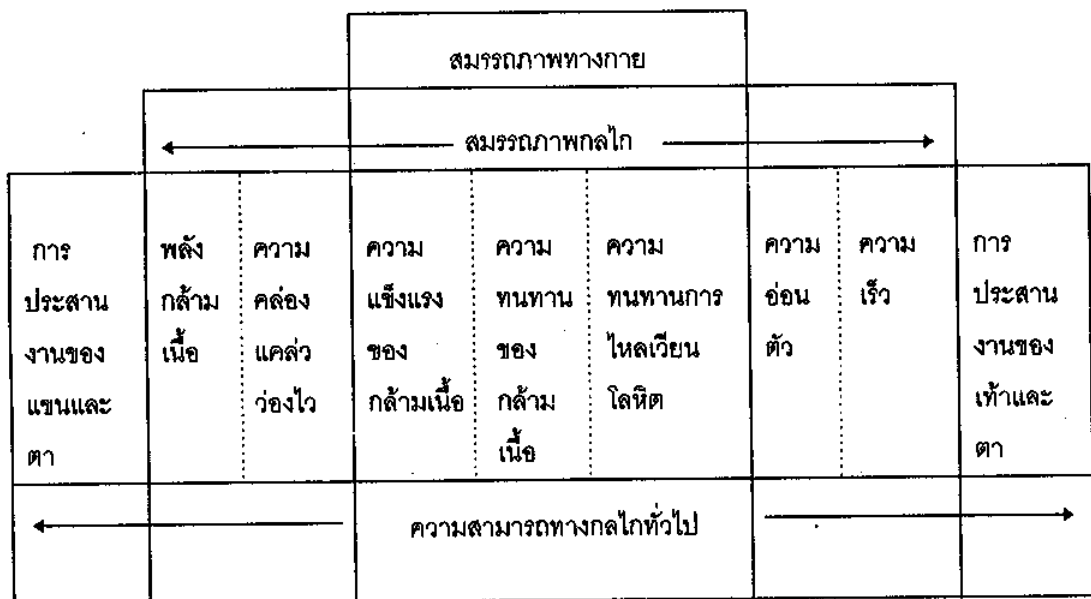 สมรรถภาพทางกาย
สมรรถภาพกลไก
การ
ประสาน
งานของ
แขนและ
ตา
พลัง
กล้าม
เนื้อ
ความ
คล่อง
แคล่ว
ว่องไว
ความ
แข็งแรง
ของ
กล้ามเนื้อ
ความ
ทนทาน
ของ
กล้าม
เนื้อ
ความ
ทนทานการ
ไหลเวียน
โลหิต
ความ
อ่อน
ตัว
ความ
เร็ว
การ
ประสาน
งานของ
เท้าและ
ตา
ความสามารถทางกลไกทั่วไป